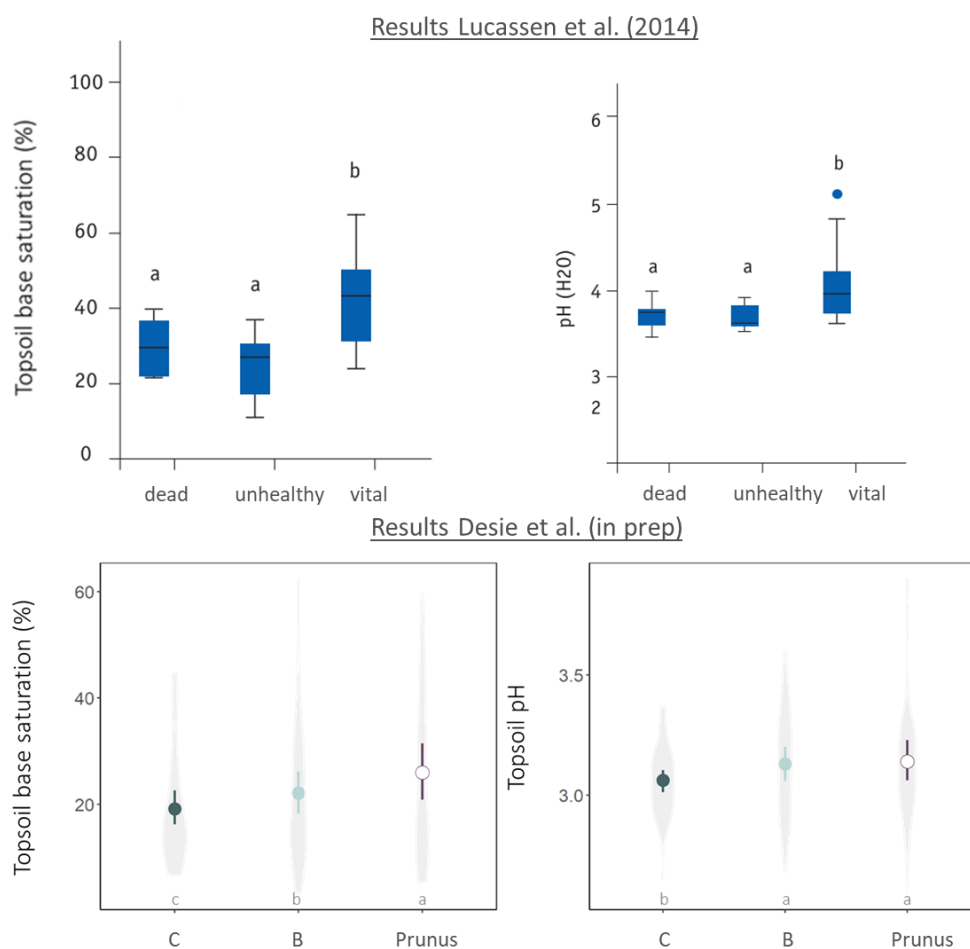 Results Lucassen et al. (2014)
Topsoil base saturation (%)
100
80
60
40
20
0
a
a
b
dead
unhealthy
vital
pH (H20)
6
5
4
3
2
a
a
b
dead
unhealthy
vital
Results Desie et al. (in prep)
Topsoil base saturation (%)
60
40
20
c
b
a
C
B
Prunus
Topsoil pH
3.5
3.0
b
a
a
C
B
Prunus